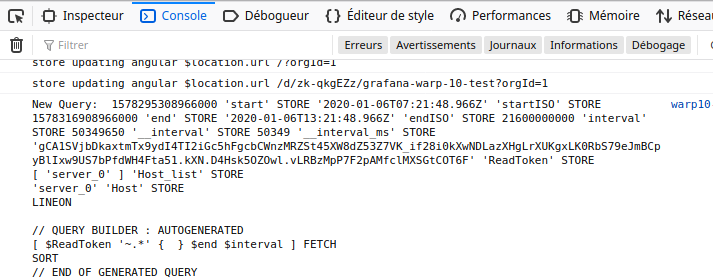 Inspecteur Console Débogueur {} Éditeur de style Performances Mémoire Réseau
Filtrer Erreurs Avertissements Journaux Informations Débogage
store updating angular $location.url /?orgId=1
store updating angular $location.url /d/zk-qkgEZz/grafana-warp-10-test?orgId=1
New Query:  1578295308966000 'start' STORE '2020-01-06T07:21:48.966Z' 'startISO' STORE warp10
1578316908966000 'end' STORE '2020-01-06T13:21:48.966Z' 'endISO' STORE 21600000000 'interval'
STORE 50349650 '__interval' STORE 50349 '__interval_ms' STORE
'gCA1SVjbDkaxtmTx9ydI4TI2iGc5hFgcbCWnzMRZSt45XW8dZ53Z7VK_if28i0kXwNDLazXHgLrXUKgxLK0RbS79eJmBCp
yBlIxw9US7bPfdWH4Fta51.kXN.D4Hsk5OZOwl.vLRBzMpP7F2pAMfclMXSGtCOT6F' 'ReadToken' STORE
[ 'server_0' ] 'Host_list' STORE
'server_0' 'Host' STORE
LINEON
// QUERY BUILDER : AUTOGENERATED
[ $ReadToken '~.*' {  } $end $interval ] FETCH
SORT
// END OF GENERATED QUERY